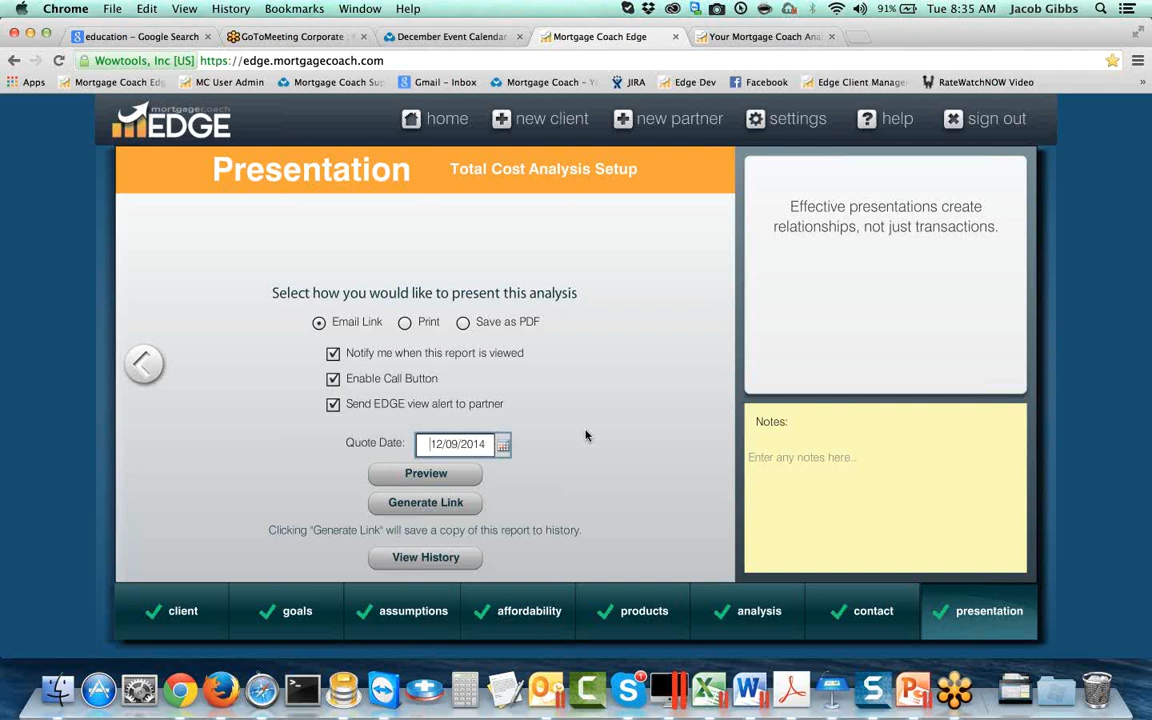 Chrome File Edit View History Bookmarks Window Help 91% Tue 8:35 AM Jacob Gibbs
education - Google Search GoToMeeting Corporate December Event Calendar Mortgage Coach Edge Your Mortgage Coach Ana
Wowtools, Inc [US] https://edge.mortgagecoach.com
Apps Mortgage Coach Edg MC User Admin Mortgage Coach Sup Gmail - Inbox Mortgage Coach - Yo JIRA Edge Dev Facebook Edge Client Manage RateWatchNOW Video »
mortgagecoach
EDGE
home new client new partner settings ? help sign out
Presentation Total Cost Analysis Setup
Effective presentations create
relationships, not just transactions.
Select how you would like to present this analysis
Email Link Print Save as PDF
Notify me when this report is viewed
Enable Call Button
Send EDGE view alert to partner
Quote Date: 12/09/2014
Preview
Generate Link
Clicking "Generate Link" will save a copy of this report to history.
View History
Notes:
Enter any notes here...
client goals assumptions affordability products analysis contact presentation